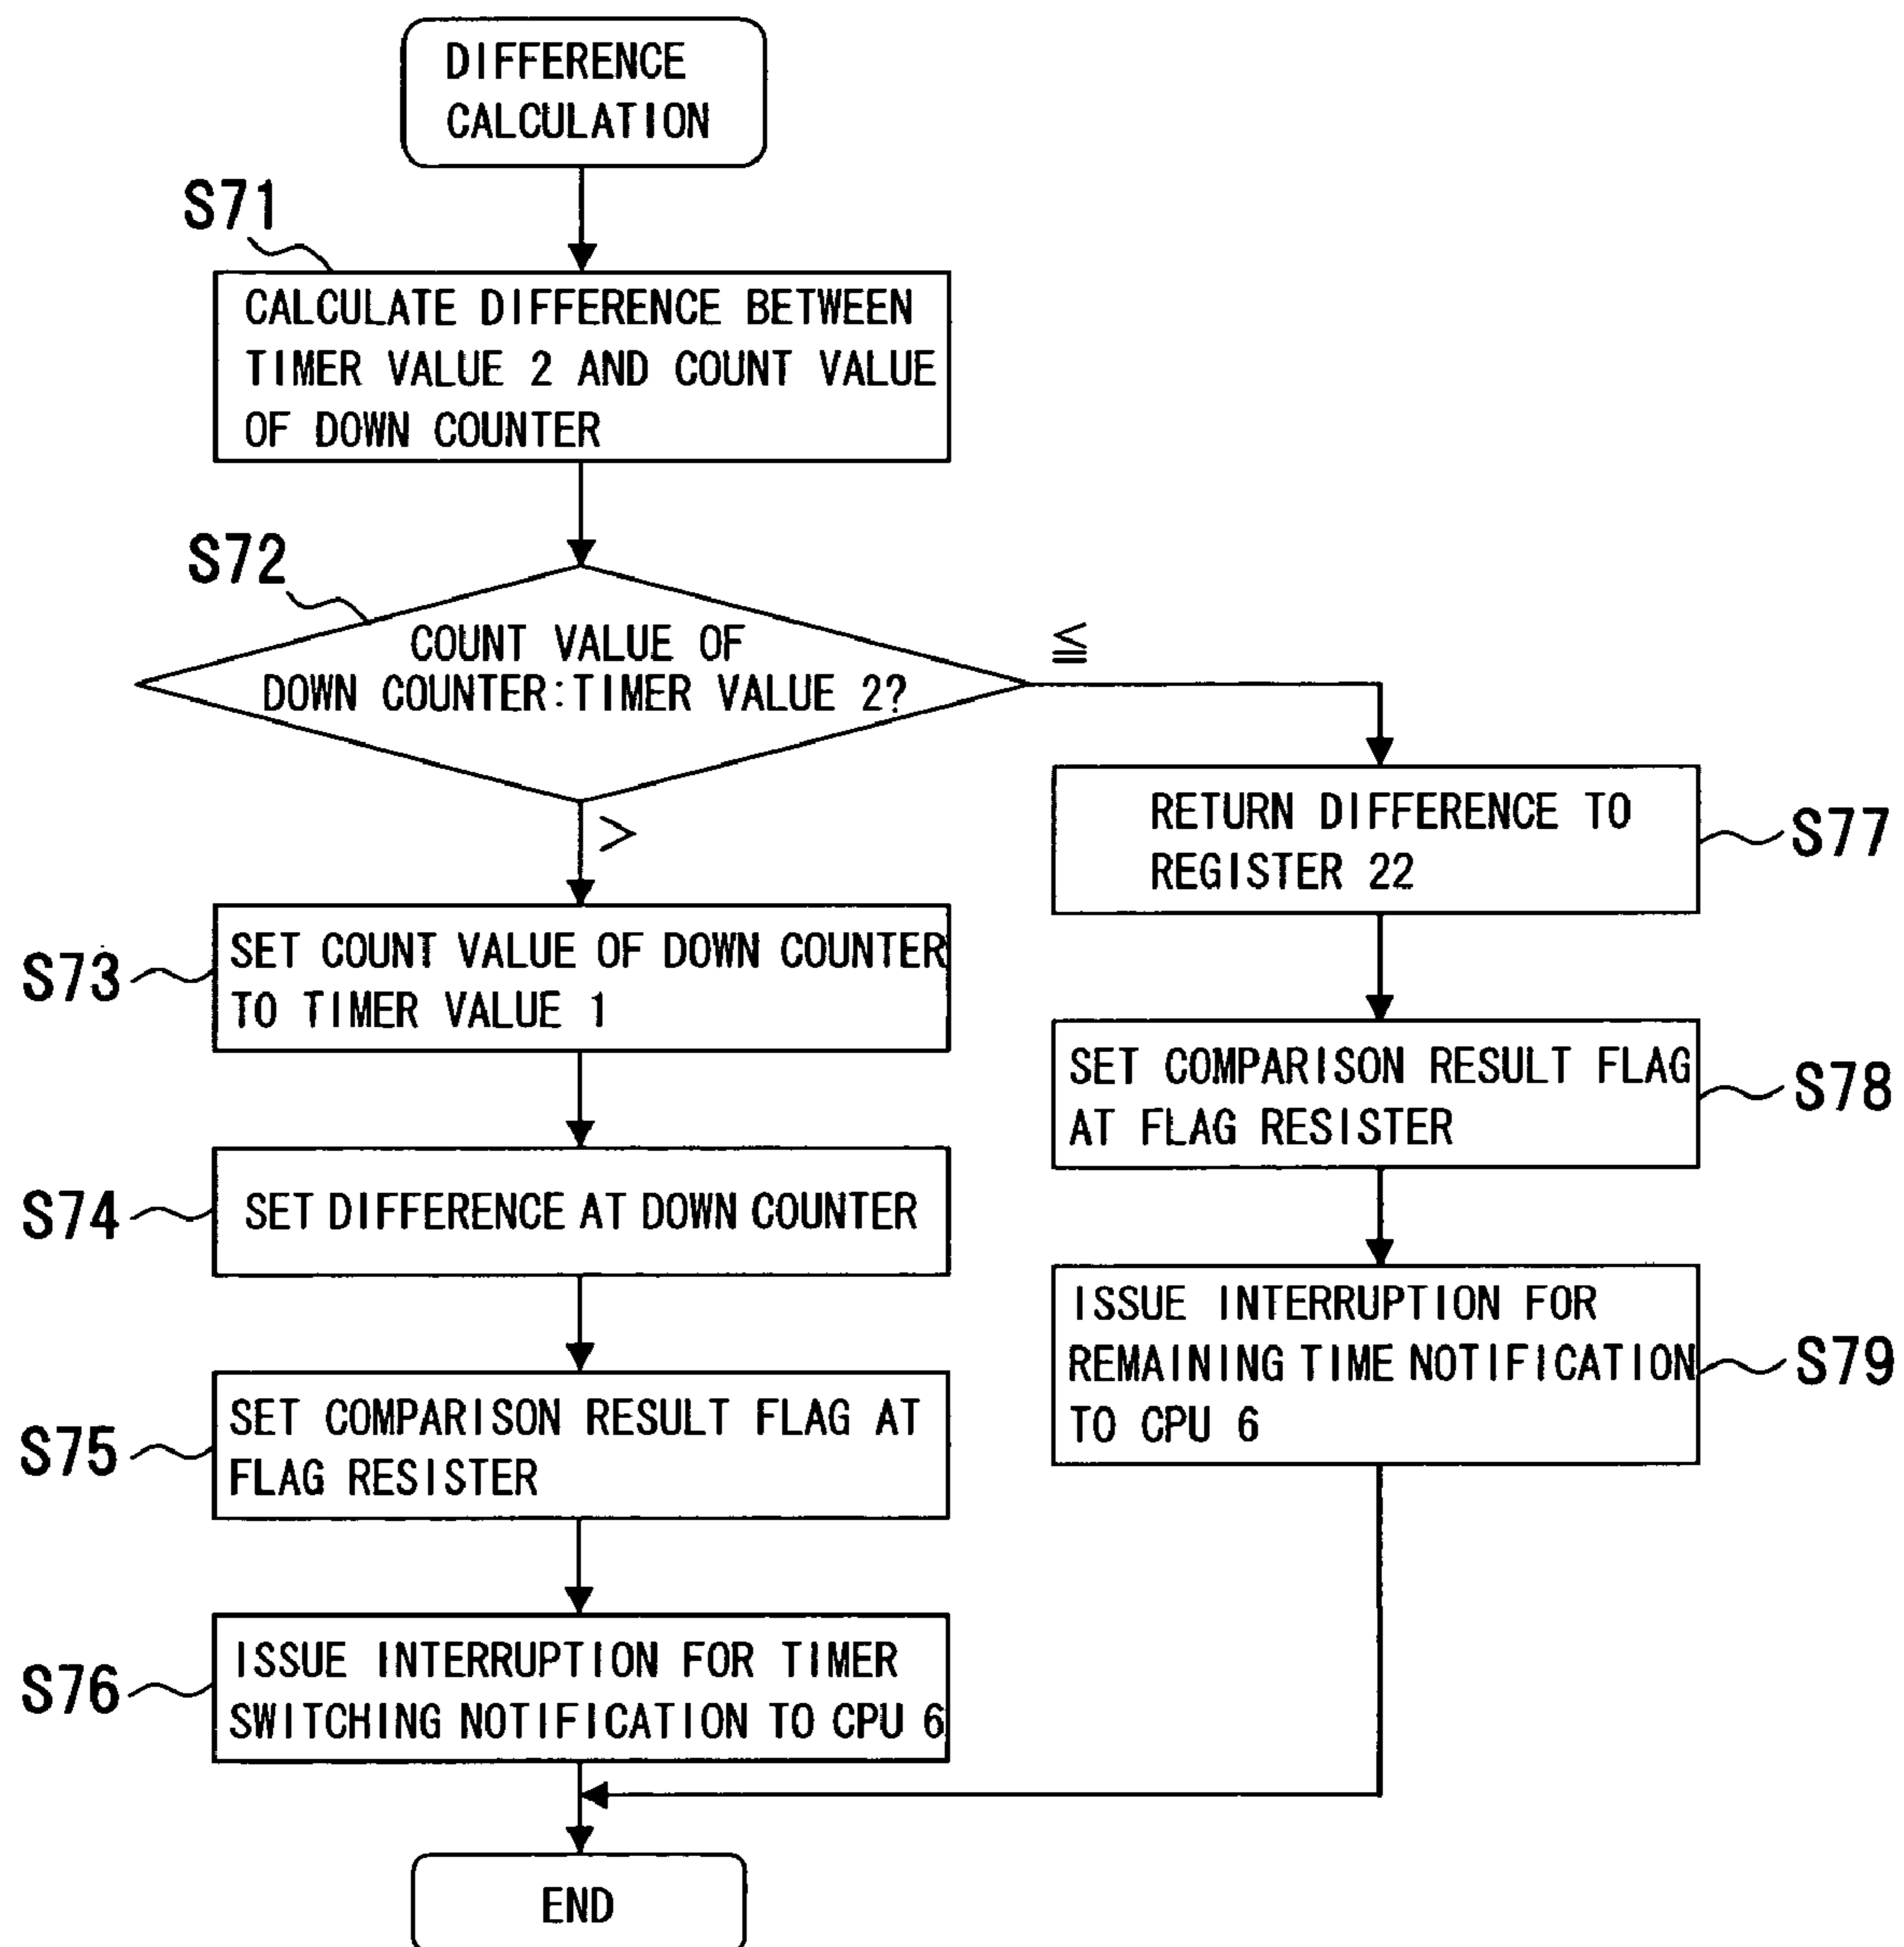 DIFFERENCE
CALCULATION
S71
CALCULATE DIFFERENCE BETWEEN
TIMER VALUE 2 AND COUNT VALUE
OF DOWN COUNTER
S72
COUNT VALUE OF
DOWN COUNTER:TIMER VALUE 2?
≦
>
S73
SET COUNT VALUE OF DOWN COUNTER
TO TIMER VALUE 1
S74
SET DIFFERENCE AT DOWN COUNTER
S75
SET COMPARISON RESULT FLAG AT
FLAG RESISTER
S76
ISSUE INTERRUPTION FOR TIMER
SWITCHING NOTIFICATION TO CPU 6
RETURN DIFFERENCE TO
REGISTER 22
S77
SET COMPARISON RESULT FLAG
AT FLAG RESISTER
S78
ISSUE INTERRUPTION FOR
REMAINING TIME NOTIFICATION
TO CPU 6
S79
END